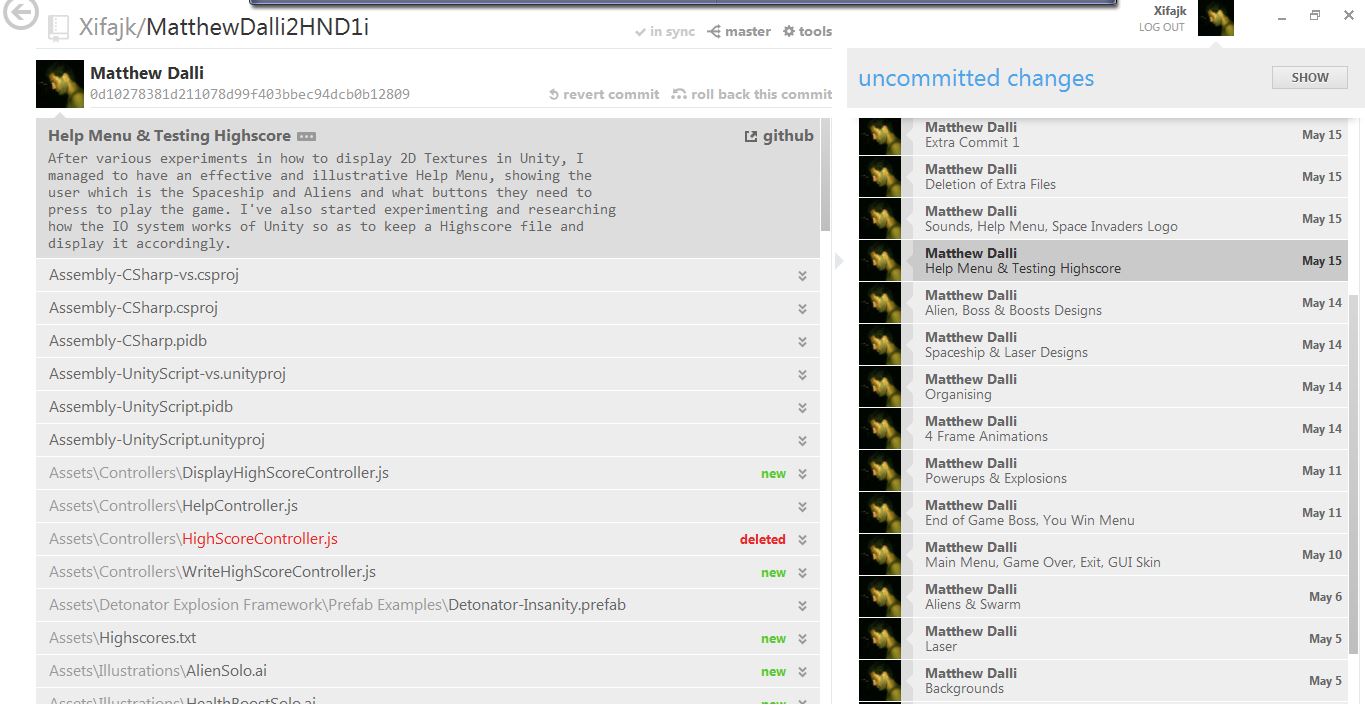 Xifajk/MatthewDalli2HND1i
in sync
master
tools
Xifajk
LOG OUT
Matthew Dalli
0d10278381d211078d99f403bbec94dcb0b12809
revert commit
roll back this commit
Help Menu & Testing Highscore
github
After various experiments in how to display 2D Textures in Unity, I
managed to have an effective and illustrative Help Menu, showing the
user which is the Spaceship and Aliens and what buttons they need to
press to play the game. I've also started experimenting and researching
how the IO system works of Unity so as to keep a Highscore file and
display it accordingly.
Assembly-CSharp-vs.csproj
Assembly-CSharp.csproj
Assembly-CSharp.pidb
Assembly-UnityScript-vs.unityproj
Assembly-UnityScript.pidb
Assembly-UnityScript.unityproj
Assets\Controllers\DisplayHighScoreController.js new
Assets\Controllers\HelpController.js
Assets\Controllers\HighScoreController.js deleted
Assets\Controllers\WriteHighScoreController.js new
Assets\Detonator Explosion Framework\Prefab Examples\Detonator-Insanity.prefab
Assets\Highscores.txt new
Assets\Illustrations\AlienSolo.ai new
Assets\Illustrations\HealthBoostSolo.ai new
uncommitted changes
SHOW
Matthew Dalli
Extra Commit 1
May 15
Matthew Dalli
Deletion of Extra Files
May 15
Matthew Dalli
Sounds, Help Menu, Space Invaders Logo
May 15
Matthew Dalli
Help Menu & Testing Highscore
May 15
Matthew Dalli
Alien, Boss & Boosts Designs
May 14
Matthew Dalli
Spaceship & Laser Designs
May 14
Matthew Dalli
Organising
May 14
Matthew Dalli
4 Frame Animations
May 14
Matthew Dalli
Powerups & Explosions
May 11
Matthew Dalli
End of Game Boss, You Win Menu
May 11
Matthew Dalli
Main Menu, Game Over, Exit, GUI Skin
May 10
Matthew Dalli
Aliens & Swarm
May 6
Matthew Dalli
Laser
May 5
Matthew Dalli
Backgrounds
May 5